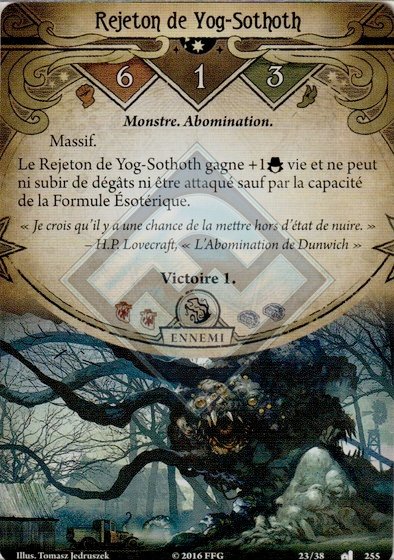 Rejeton de Yog-Sothoth
6 1 3
Monstre. Abomination.
Massif.
Le Rejeton de Yog-Sothoth gagne +1 vie et ne peut
ni subir de dégâts ni être attaqué sauf par la capacité
de la Formule Ésotérique.
« Je crois qu'il y a une chance de la mettre hors d'état de nuire. »
– H.P. Lovecraft, « L'Abomination de Dunwich »
Victoire 1.
ENNEMI
Illus. Tomasz Jedruszek © 2016 FFG 23/38 255